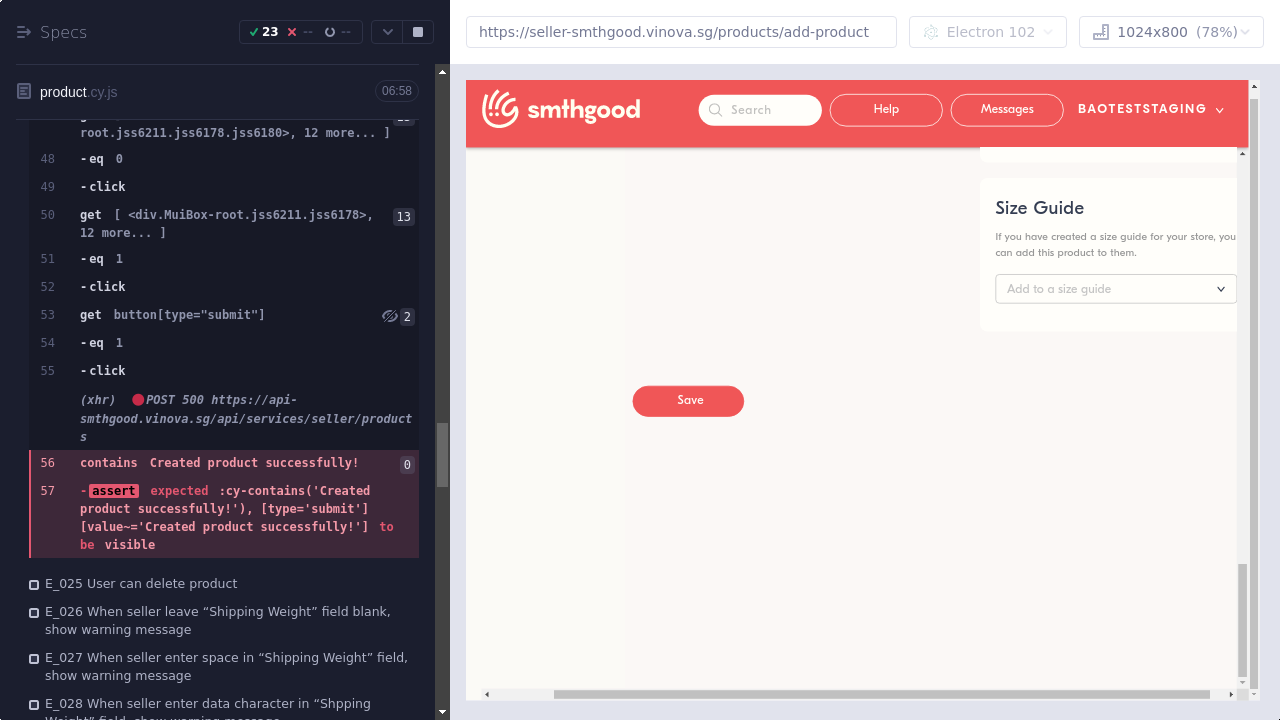 Specs
23
--
--
https://seller-smthgood.vinova.sg/products/add-product
Electron 102
1024x800 (78%)
product.cy.js
06:58
root.jss6211.jss6178.jss6180>, 12 more... ]
48 -eq 0
49 -click
50 get [ <div.MuiBox-root.jss6211.jss6178>, 13
12 more... ]
51 -eq 1
52 -click
53 get button[type="submit"] 2
54 -eq 1
55 -click
(xhr) POST 500 https://api-
smthgood.vinova.sg/api/services/seller/product
s
56 contains Created product successfully! 0
57 -assert expected :cy-contains('Created
product successfully!'), [type='submit']
[value~='Created product successfully!'] to
be visible
E_025 User can delete product
E_026 When seller leave “Shipping Weight” field blank,
show warning message
E_027 When seller enter space in “Shipping Weight” field,
show warning message
E_028 When seller enter data character in “Shpping
Weight” field, show warning message
smthgood
Search
Help
Messages
BAOTESTSTAGING
Size Guide
If you have created a size guide for your store, you
can add this product to them.
Add to a size guide
Save